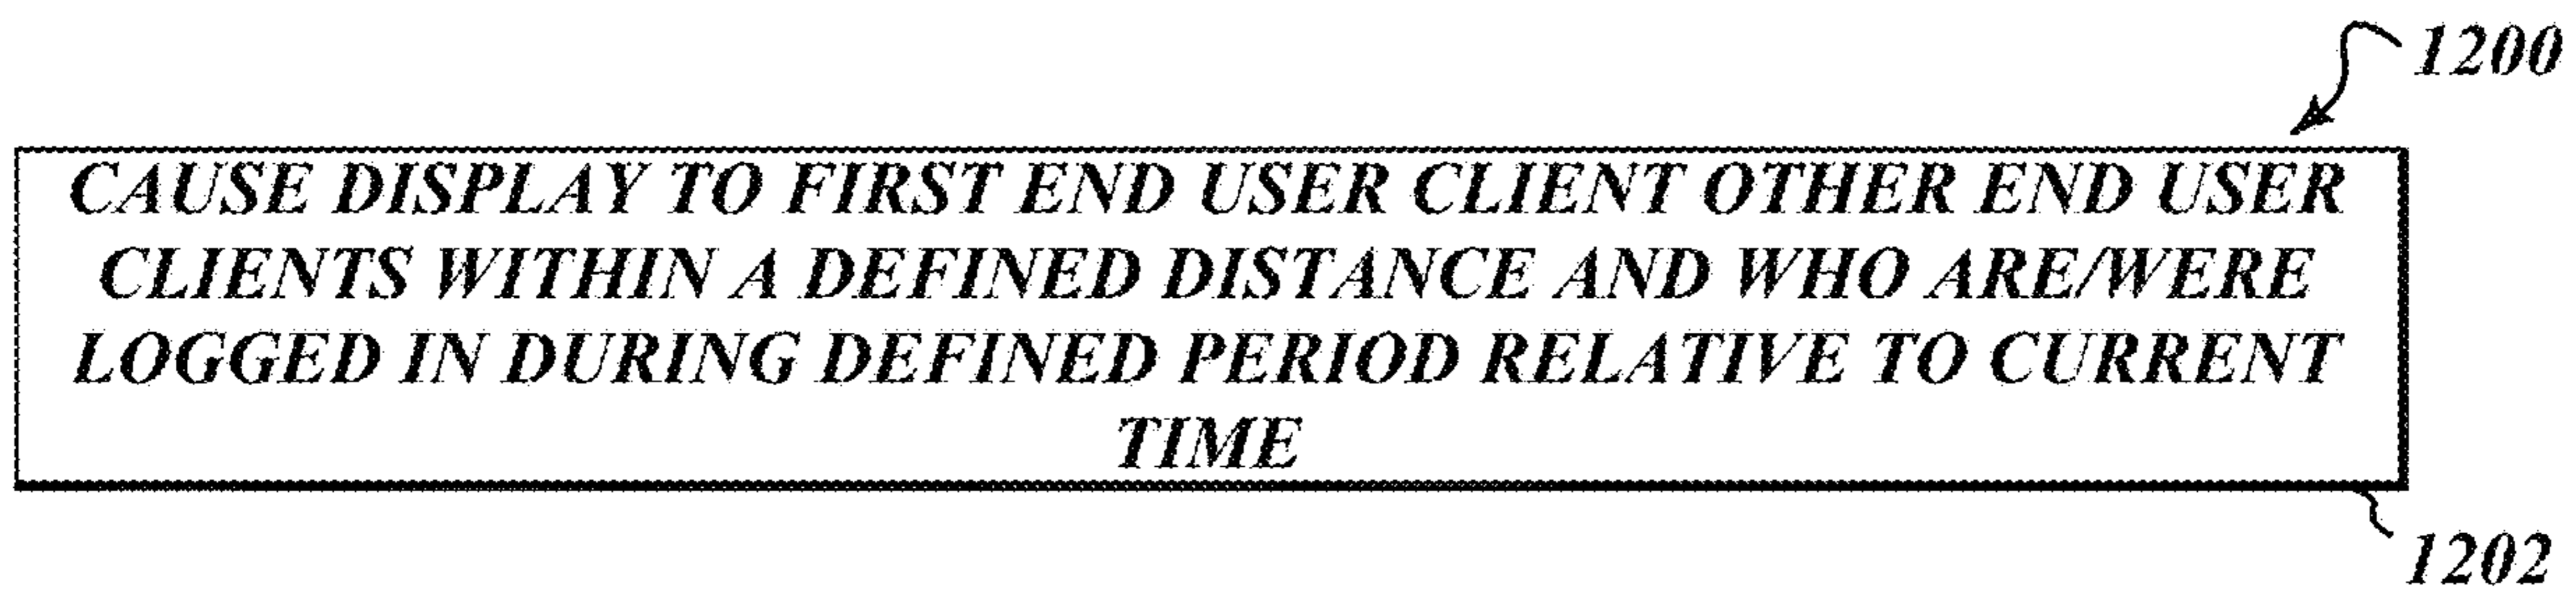 1200
CAUSE DISPLAY TO FIRST END USER CLIENT OTHER END USER
CLIENTS WITHIN A DEFINED DISTANCE AND WHO ARE/WERE
LOGGED IN DURING DEFINED PERIOD RELATIVE TO CURRENT
TIME
1202